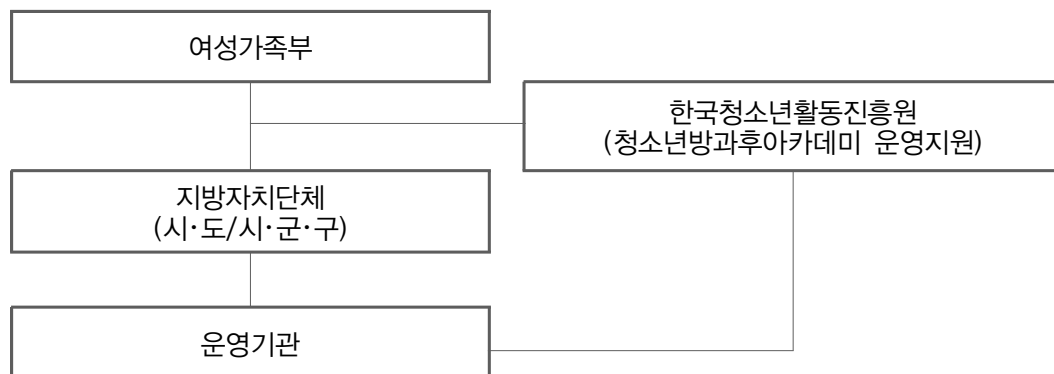 여성가족부
한국청소년활동진흥원
(청소년방과후아카데미 운영지원)
지방자치단체
(시·도/시·군·구)
운영기관